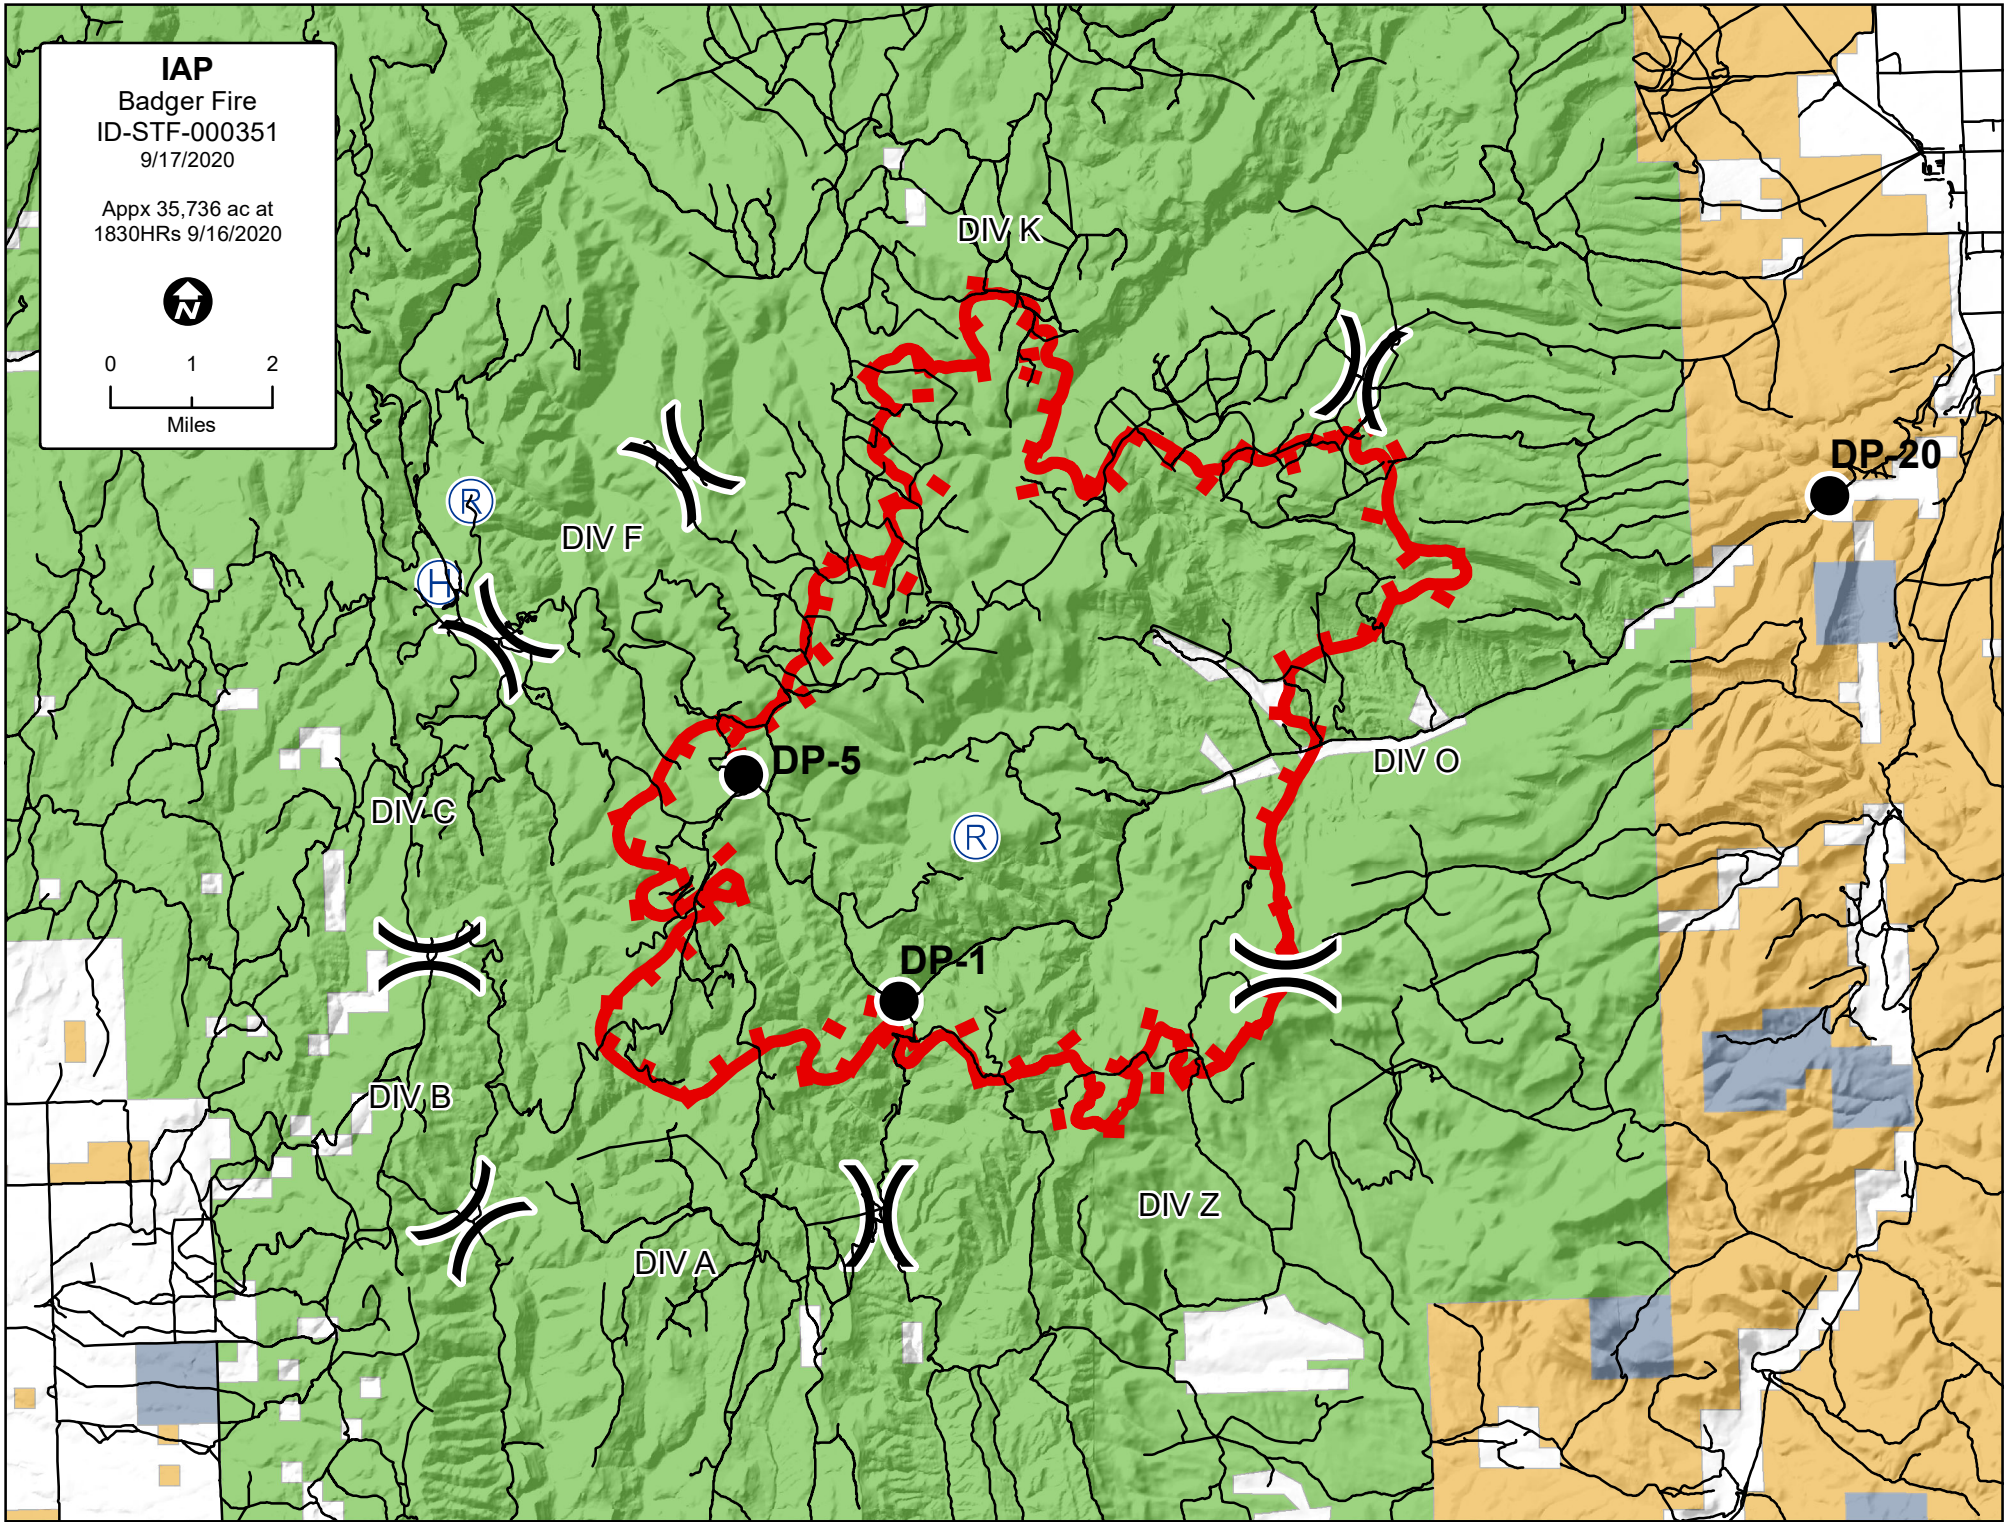 IAP
Badger Fire
ID-STF-000351
9/17/2020
Appx 35,736 ac at
1830HRs 9/16/2020
N
0 1 2
Miles
DIV K
DP-20
R
DIV F
H
DP-5
DIV O
DIV C
R
DP-1
DIV B
DIV Z
DIV A